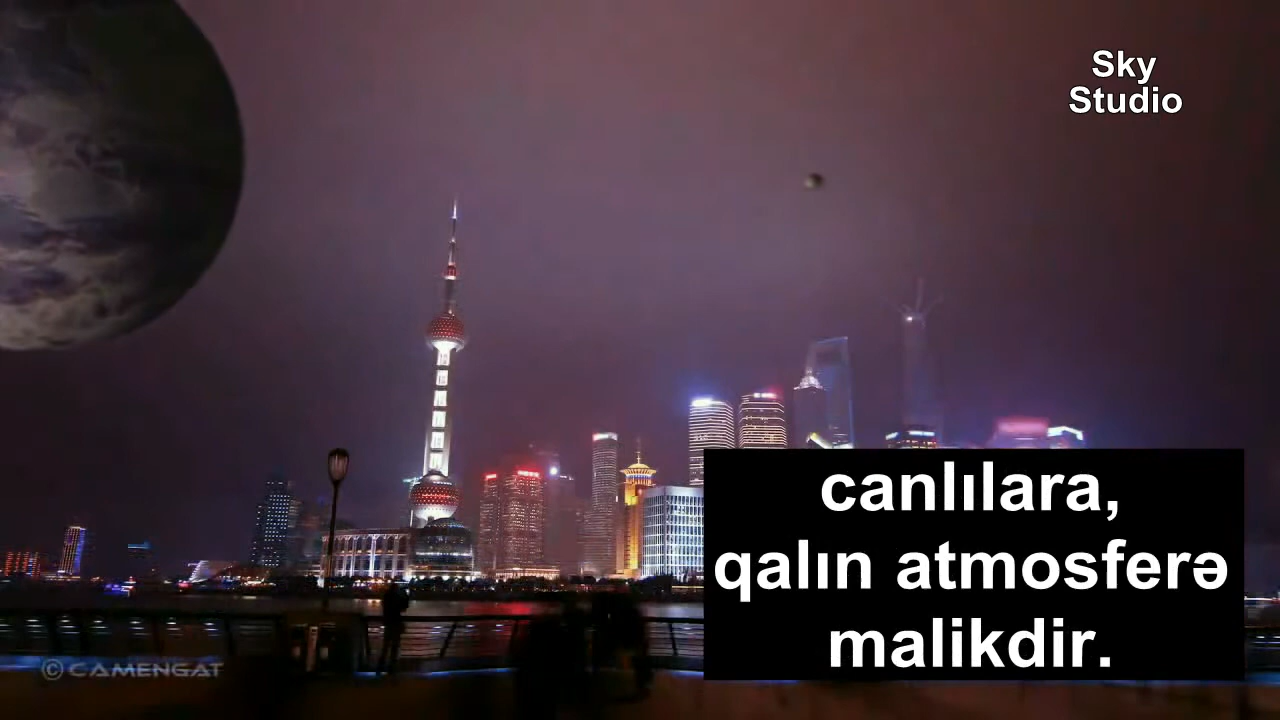 Sky
Studio
canlılara,
qalın atmosferə
malikdir.
© CAMENGAT